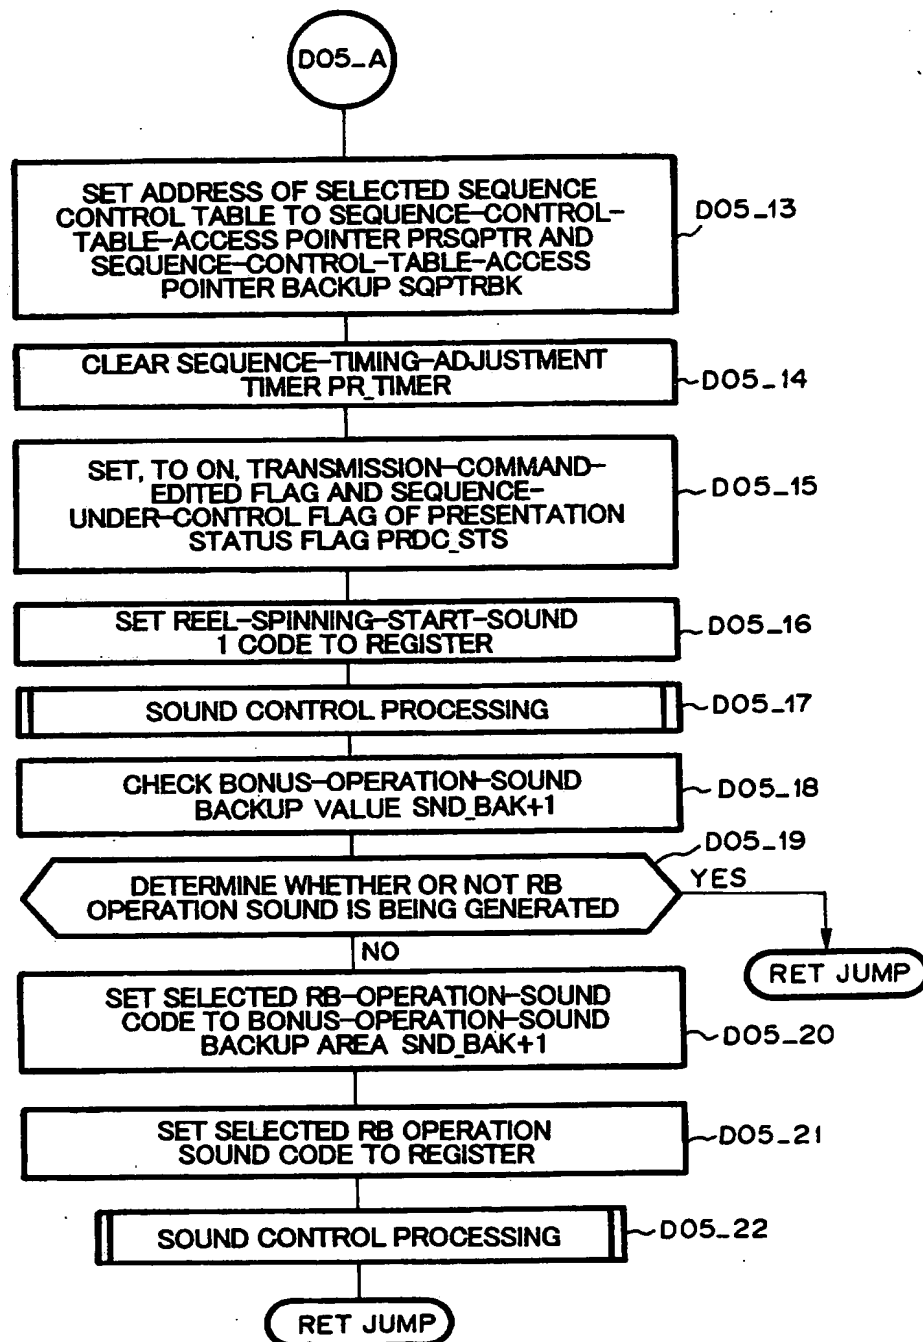 D05_A
SET ADDRESS OF SELECTED SEQUENCE
CONTROL TABLE TO SEQUENCE-CONTROL-
TABLE-ACCESS POINTER PRSQPTR AND
SEQUENCE-CONTROL-TABLE-ACCESS
POINTER BACKUP SQPTRBK
D05_13
CLEAR SEQUENCE-TIMING-ADJUSTMENT
TIMER PR_TIMER
D05_14
SET, TO ON, TRANSMISSION-COMMAND-
EDITED FLAG AND SEQUENCE-
UNDER-CONTROL FLAG OF PRESENTATION
STATUS FLAG PRDC_STS
D05_15
SET REEL-SPINNING-START-SOUND
1 CODE TO REGISTER
D05_16
SOUND CONTROL PROCESSING
D05_17
CHECK BONUS-OPERATION-SOUND
BACKUP VALUE SND_BAK+1
D05_18
D05_19
DETERMINE WHETHER OR NOT RB
OPERATION SOUND IS BEING GENERATED
YES
NO
RET JUMP
SET SELECTED RB-OPERATION-SOUND
CODE TO BONUS-OPERATION-SOUND
BACKUP AREA SND_BAK+1
D05_20
SET SELECTED RB OPERATION
SOUND CODE TO REGISTER
D05_21
SOUND CONTROL PROCESSING
D05_22
RET JUMP